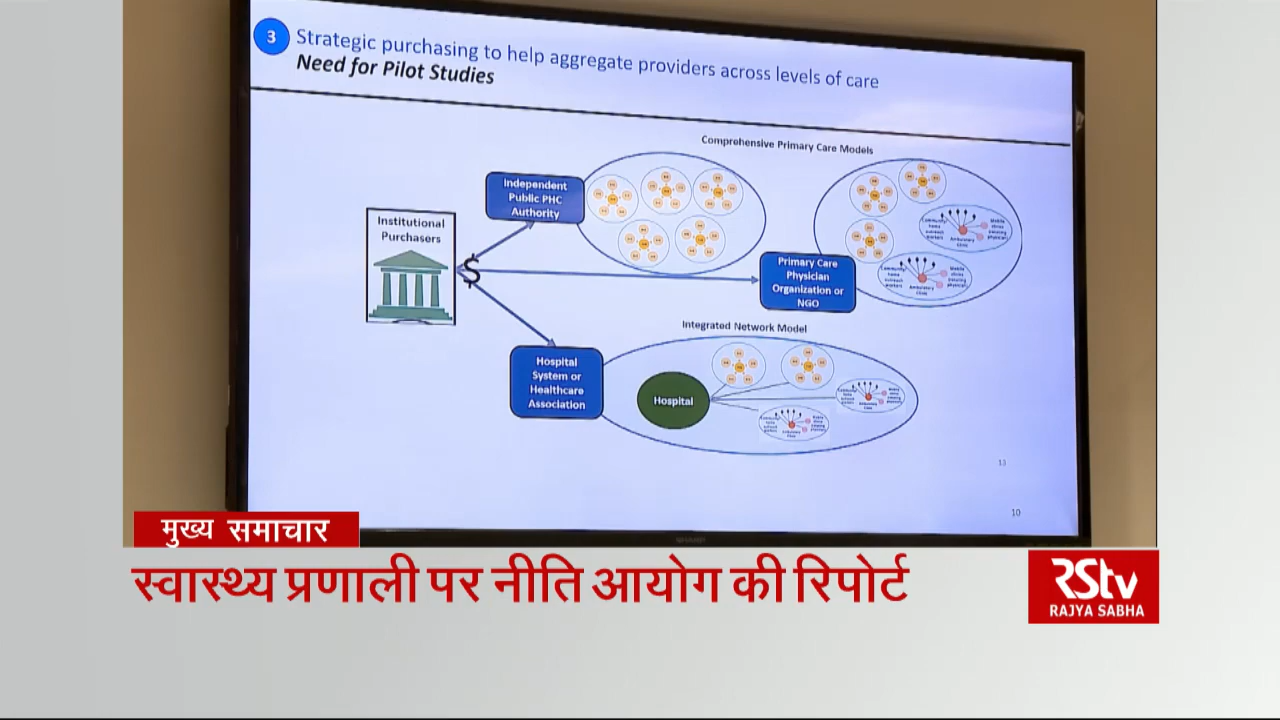 3
Strategic purchasing to help aggregate providers across levels of care
Need for Pilot Studies
Comprehensive Primary Care Models
Independent
Public PHC
Authority
Institutional
Purchasers
$
Primary Care
Physician
Organization or
NGO
Integrated Network Model
Hospital
System or
Healthcare
Association
Hospital
13
10
मुख्य समाचार
स्वास्थ्य प्रणाली पर नीति आयोग की रिपोर्ट
RStv
RAJYA SABHA